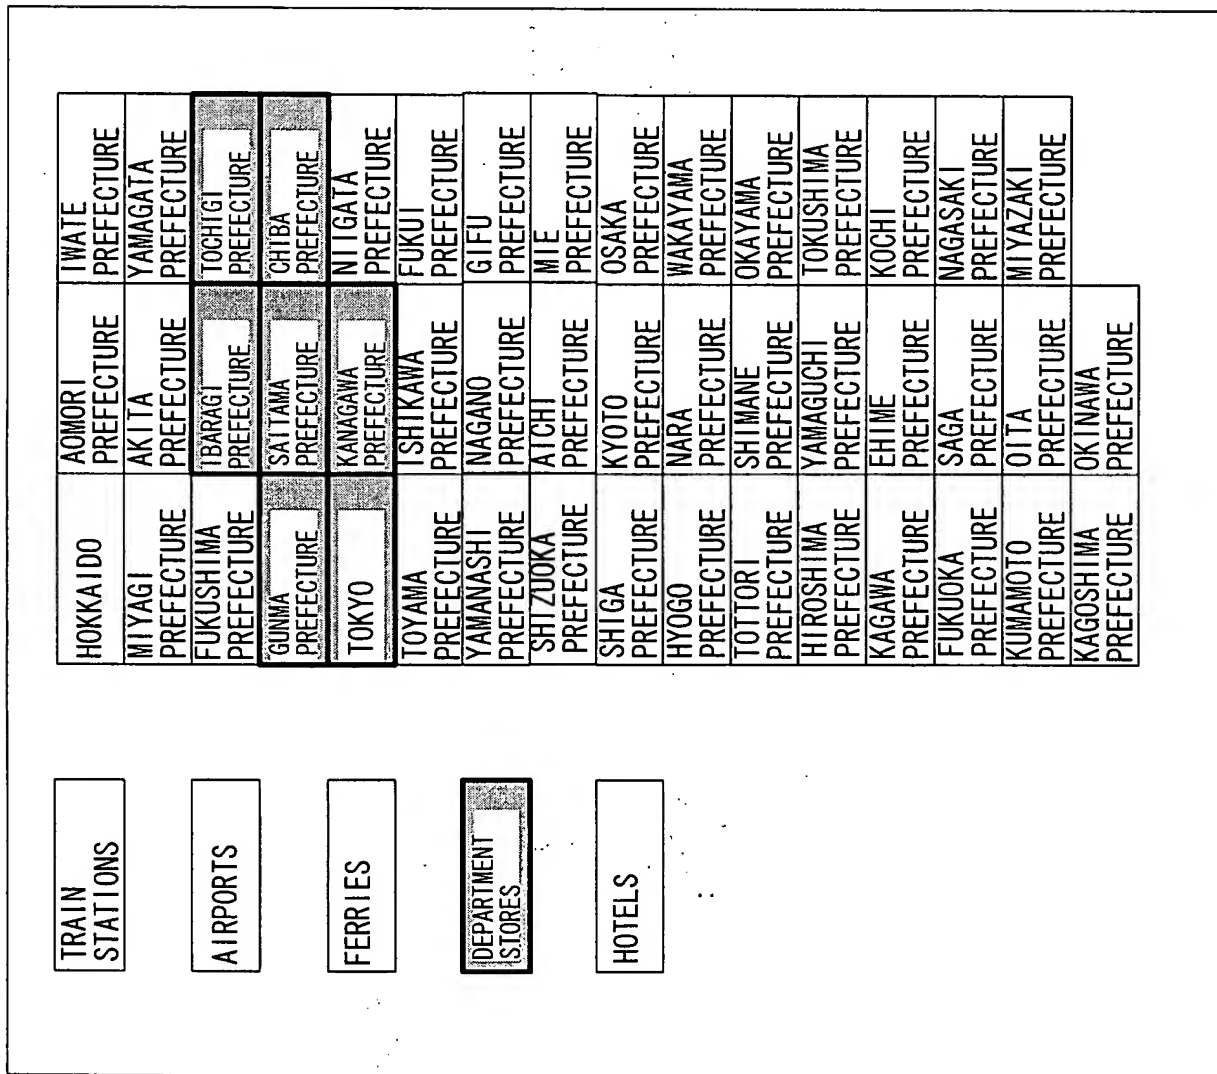 TRAIN
STATIONS
AIRPORTS
FERRIES
DEPARTMENT
STORES
HOTELS
HOKKAIDO
AOMORI
PREFECTURE
IWATE
PREFECTURE
MIYAGI
PREFECTURE
AKITA
PREFECTURE
YAMAGATA
PREFECTURE
FUKUSHIMA
PREFECTURE
IBARAGI
PREFECTURE
TOCHIGI
PREFECTURE
GUNMA
PREFECTURE
SAITAMA
PREFECTURE
CHIBA
PREFECTURE
TOKYO
KANAGAWA
PREFECTURE
NIIGATA
PREFECTURE
TOYAMA
PREFECTURE
ISHIKAWA
PREFECTURE
FUKUI
PREFECTURE
YAMANASHI
PREFECTURE
NAGANO
PREFECTURE
GIFU
PREFECTURE
SHIZUOKA
PREFECTURE
AICHI
PREFECTURE
MIE
PREFECTURE
SHIGA
PREFECTURE
KYOTO
PREFECTURE
OSAKA
PREFECTURE
HYOGO
PREFECTURE
NARA
PREFECTURE
WAKAYAMA
PREFECTURE
TOTTORI
PREFECTURE
SHIMANE
PREFECTURE
OKAYAMA
PREFECTURE
HIROSHIMA
PREFECTURE
YAMAGUCHI
PREFECTURE
TOKUSHIMA
PREFECTURE
KAGAWA
PREFECTURE
EHIME
PREFECTURE
KOCHI
PREFECTURE
FUKUOKA
PREFECTURE
SAGA
PREFECTURE
NAGASAKI
PREFECTURE
KUMAMOTO
PREFECTURE
OITA
PREFECTURE
MIYAZAKI
PREFECTURE
KAGOSHIMA
PREFECTURE
OKINAWA
PREFECTURE